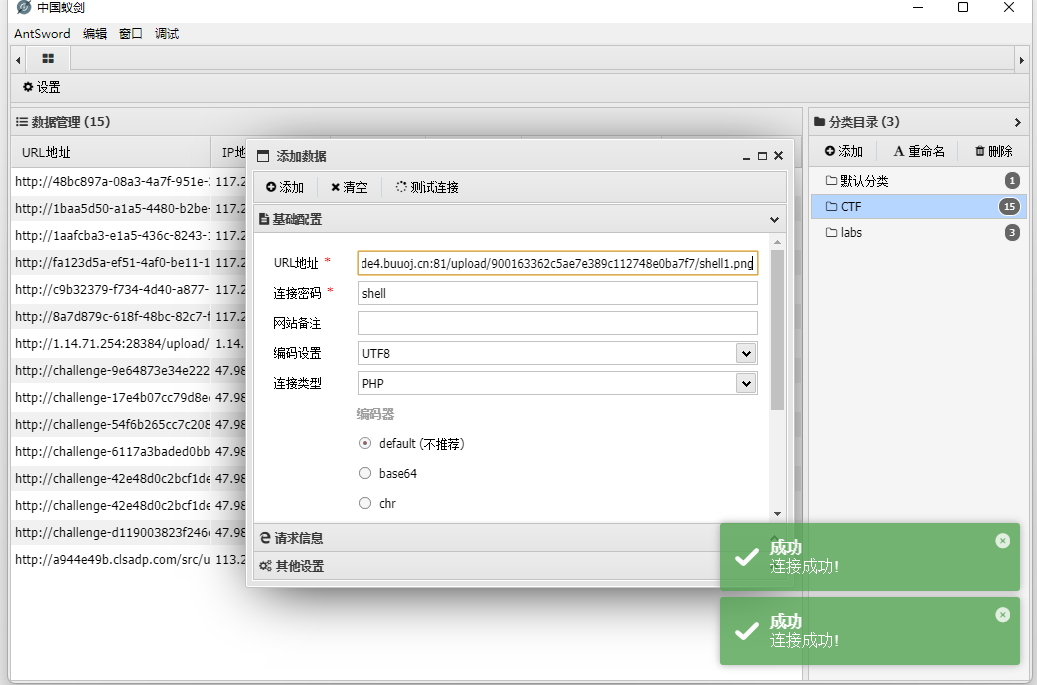 中国蚁剑
AntSword 编辑 窗口 调试
设置
数据管理 (15)
URL地址 IP地
http://48bc897a-08a3-4a7f-951e- 117.2
http://1baa5d50-a1a5-4480-b2be- 117.2
http://1aafcba3-e1a5-436c-8243- 117.2
http://fa123d5a-ef51-4af0-be11-1 117.2
http://c9b32379-f734-4d40-a877- 117.2
http://8a7d879c-618f-48bc-82c7-f 117.2
http://1.14.71.254:28384/upload/ 1.14.
http://challenge-9e64873e34e222 47.98
http://challenge-17e4b07cc79d8e 47.98
http://challenge-54f6b265cc7c208 47.98
http://challenge-6117a3baded0bb 47.98
http://challenge-42e48d0c2bcf1de 47.98
http://challenge-42e48d0c2bcf1de 47.98
http://challenge-d119003823f246 47.98
http://a944e49b.clsadp.com/src/u 113.2
添加数据
添加 清空 测试连接
基础配置
URL地址 * de4.buuoj.cn:81/upload/900163362c5ae7e389c112748e0ba7f7/shell1.png
连接密码 * shell
网站备注
编码设置 UTF8
连接类型 PHP
编码器
default (不推荐)
base64
chr
请求信息
其他设置
分类目录 (3)
添加 A 重命名 删除
默认分类 1
CTF 15
labs 3
成功
连接成功!
成功
连接成功!